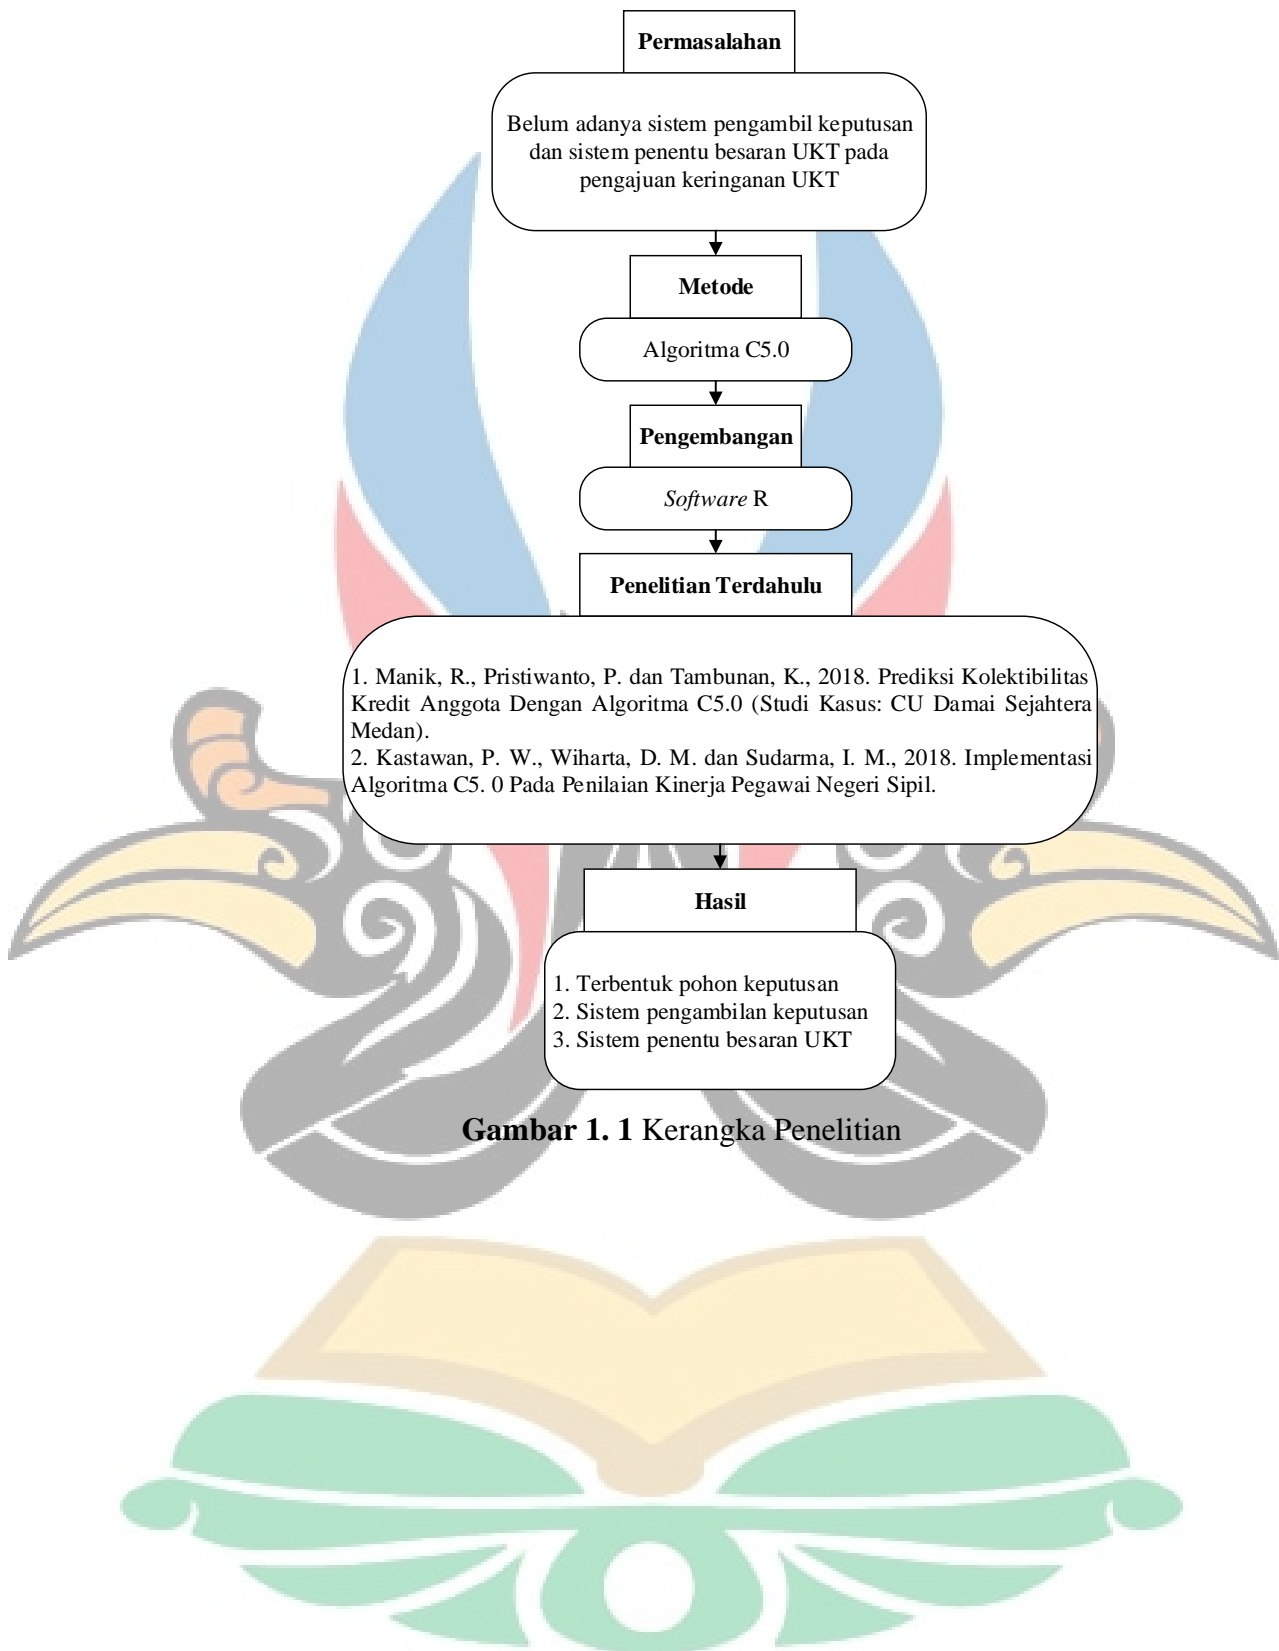 Permasalahan
Belum adanya sistem pengambil keputusan
dan sistem penentu besaran UKT pada
pengajuan keringanan UKT
Metode
Algoritma C5.0
Pengembangan
Software R
Penelitian Terdahulu
1. Manik, R., Pristiwanto, P. dan Tambunan, K., 2018. Prediksi Kolektibilitas
Kredit Anggota Dengan Algoritma C5.0 (Studi Kasus: CU Damai Sejahtera
Medan).
2. Kastawan, P. W., Wiharta, D. M. dan Sudarma, I. M., 2018. Implementasi
Algoritma C5. 0 Pada Penilaian Kinerja Pegawai Negeri Sipil.
Hasil
1. Terbentuk pohon keputusan
2. Sistem pengambilan keputusan
3. Sistem penentu besaran UKT
Gambar 1. 1 Kerangka Penelitian